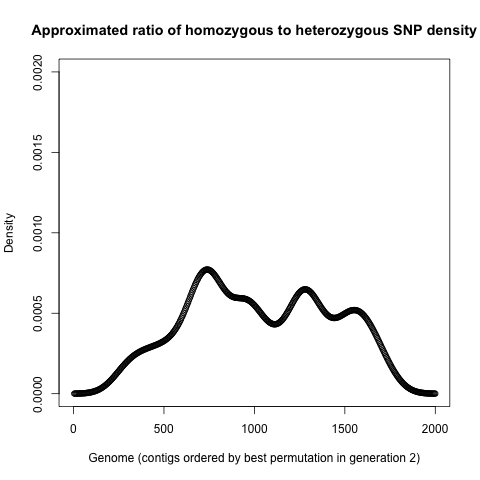 Approximated ratio of homozygous to heterozygous SNP density
0.0020
0.0015
0.0010
0.0005
0.0000
Density
0 500 1000 1500 2000
Genome (contigs ordered by best permutation in generation 2)